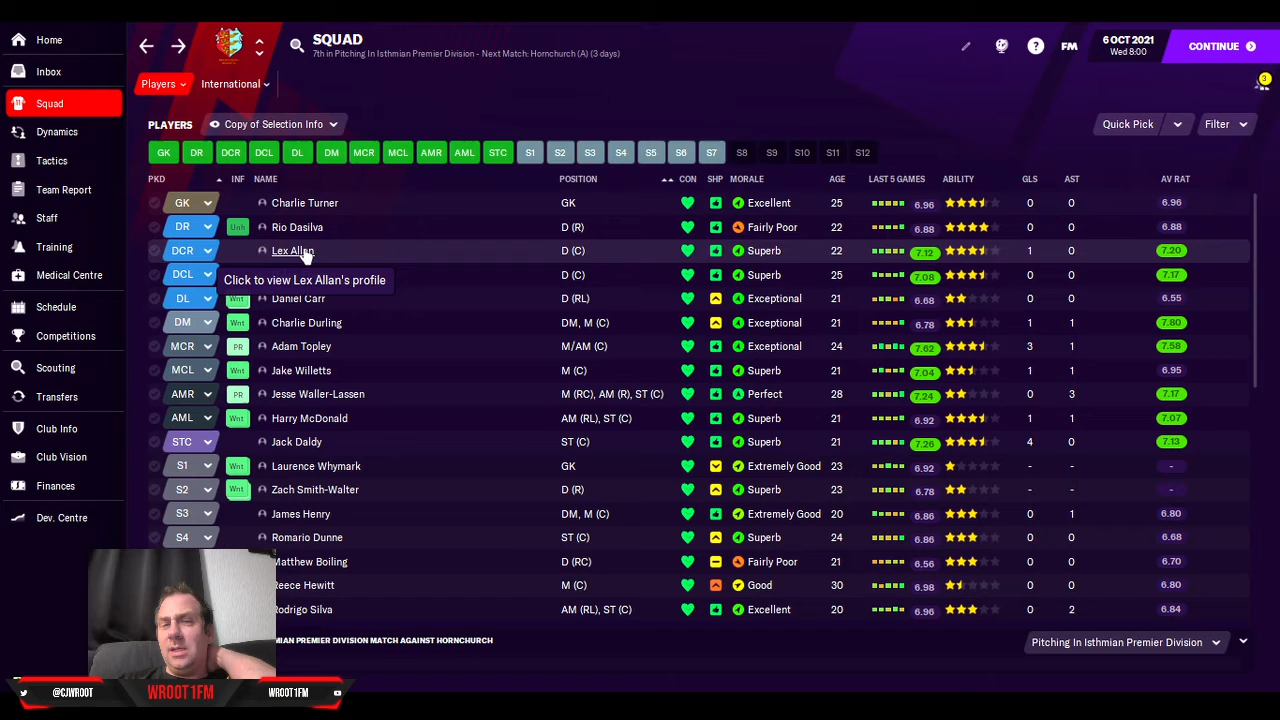 Home
SQUAD
7th in Pitching In Isthmian Premier Division - Next Match: Hornchurch (A) (3 days)
FM
6 OCT 2021
Wed 8:00
CONTINUE
3
Inbox
Squad
Dynamics
Tactics
Team Report
Staff
Training
Medical Centre
Schedule
Competitions
Scouting
Transfers
Club Info
Club Vision
Finances
Dev. Centre
Players
International
PLAYERS
Copy of Selection Info
Quick Pick
Filter
GK DR DCR DCL DL DM MCR MCL AMR AML STC S1 S2 S3 S4 S5 S6 S7 S8 S9 S10 S11 S12
PKD INF NAME POSITION CON SHP MORALE AGE LAST 5 GAMES ABILITY GLS AST AV RAT
GK Charlie Turner GK Excellent 25 6.96 0 0 6.96
DR Unh Rio Dasilva D (R) Fairly Poor 22 6.88 0 0 6.88
DCR Lex Allan D (C) Superb 22 7.12 1 0 7.20
DCL D (C) Superb 25 7.08 0 0 7.17
Click to view Lex Allan's profile
DL Wnt Daniel Carr D (RL) Exceptional 21 6.68 0 0 6.55
DM Wnt Charlie Durling DM, M (C) Exceptional 21 6.78 1 1 7.80
MCR PR Adam Topley M/AM (C) Exceptional 24 7.62 3 1 7.58
MCL Wnt Jake Willetts M (C) Superb 21 7.04 1 1 6.95
AMR PR Jesse Waller-Lassen M (RC), AM (R), ST (C) Perfect 28 7.24 0 3 7.17
AML Wnt Harry McDonald AM (RL), ST (C) Superb 21 6.92 1 1 7.07
STC Jack Daldy ST (C) Superb 21 7.26 4 0 7.13
S1 Wnt Laurence Whymark GK Extremely Good 23 6.92 - - -
S2 Wnt Zach Smith-Walter D (R) Superb 23 6.78 - - -
S3 James Henry DM, M (C) Extremely Good 20 6.86 0 1 6.80
S4 Romario Dunne ST (C) Superb 24 6.86 0 0 6.68
Matthew Boiling D (RC) Fairly Poor 21 6.56 0 0 6.70
Reece Hewitt M (C) Good 30 6.98 0 0 6.80
Rodrigo Silva AM (RL), ST (C) Excellent 20 6.96 0 2 6.84
MIAN PREMIER DIVISION MATCH AGAINST HORNCHURCH
Pitching In Isthmian Premier Division
@CJWROOT
WROOT1FM
WROOT1FM